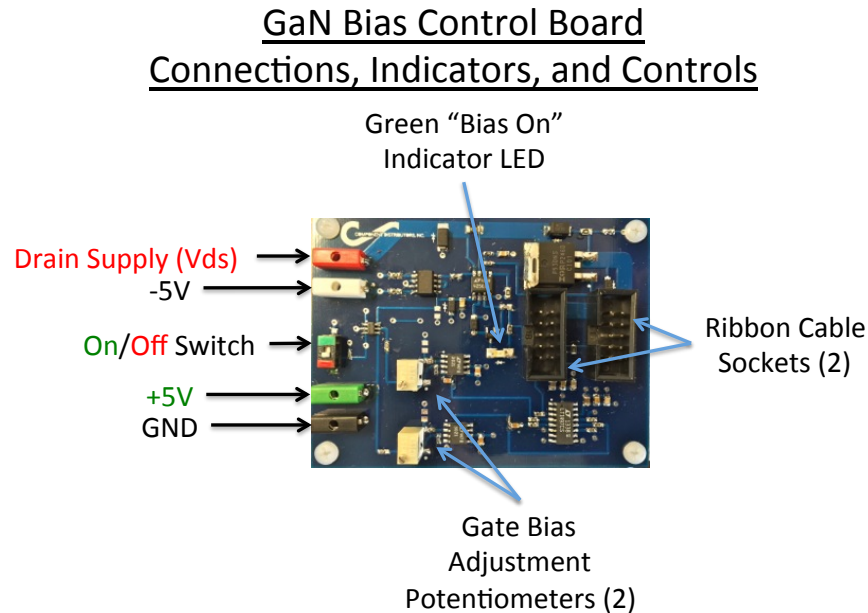 GaN Bias Control Board
Connections, Indicators, and Controls
Green “Bias On”
Indicator LED
Drain Supply (Vds)
-5V
On/Off Switch
+5V
GND
Ribbon Cable
Sockets (2)
Gate Bias
Adjustment
Potentiometers (2)